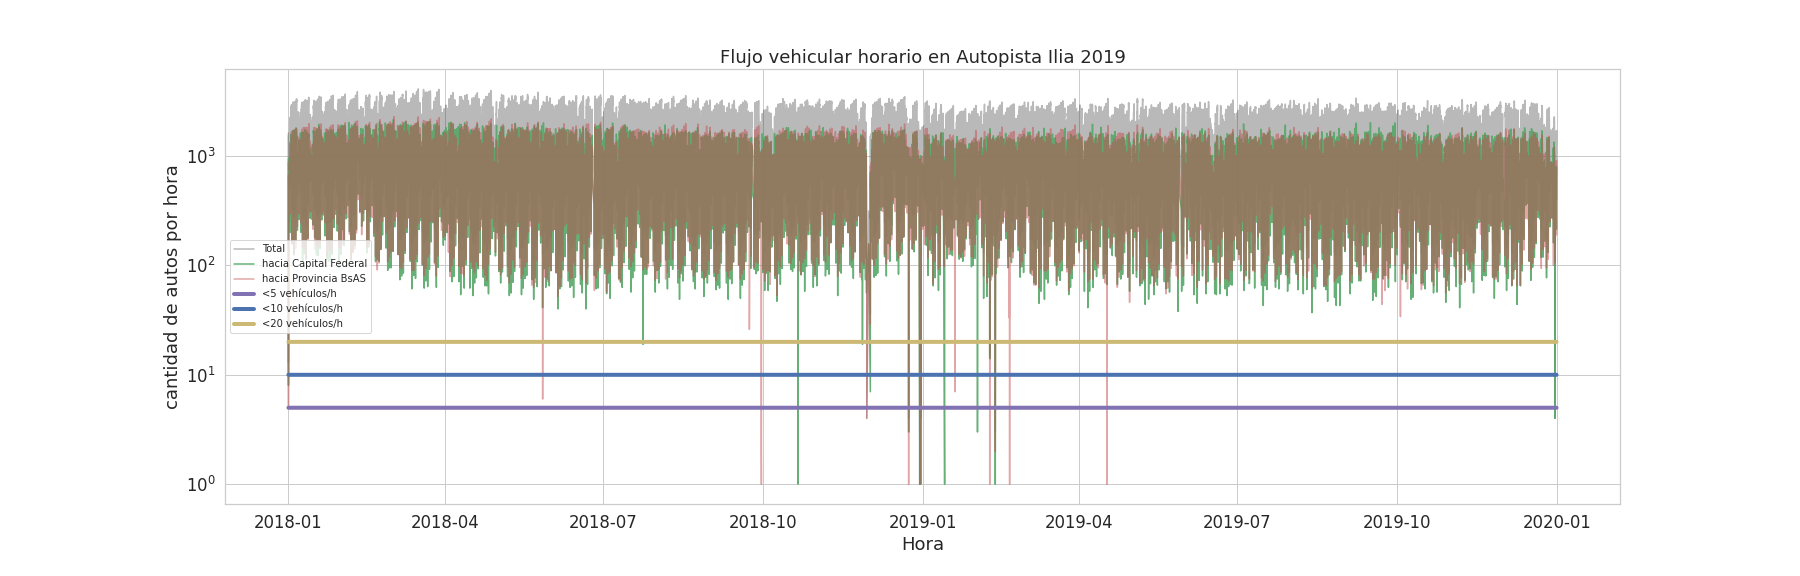 Flujo vehicular horario en Autopista Ilia 2019
cantidad de autos por hora
10³
10²
10¹
10⁰
Total
hacia Capital Federal
hacia Provincia BsAS
<5 vehículos/h
<10 vehículos/h
<20 vehículos/h
2018-01 2018-04 2018-07 2018-10 2019-01 2019-04 2019-07 2019-10 2020-01
Hora